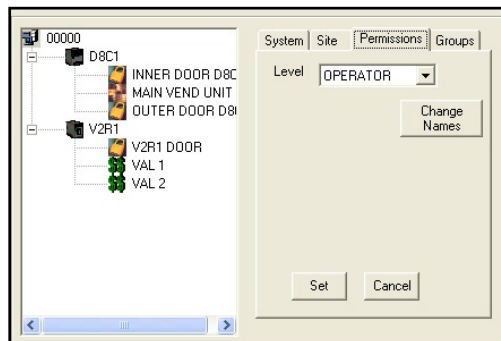 00000
D8C1
INNER DOOR D8C
MAIN VEND UNIT
OUTER DOOR D8
V2R1
V2R1 DOOR
VAL 1
VAL 2
System Site Permissions Groups
Level OPERATOR
Change
Names
Set Cancel